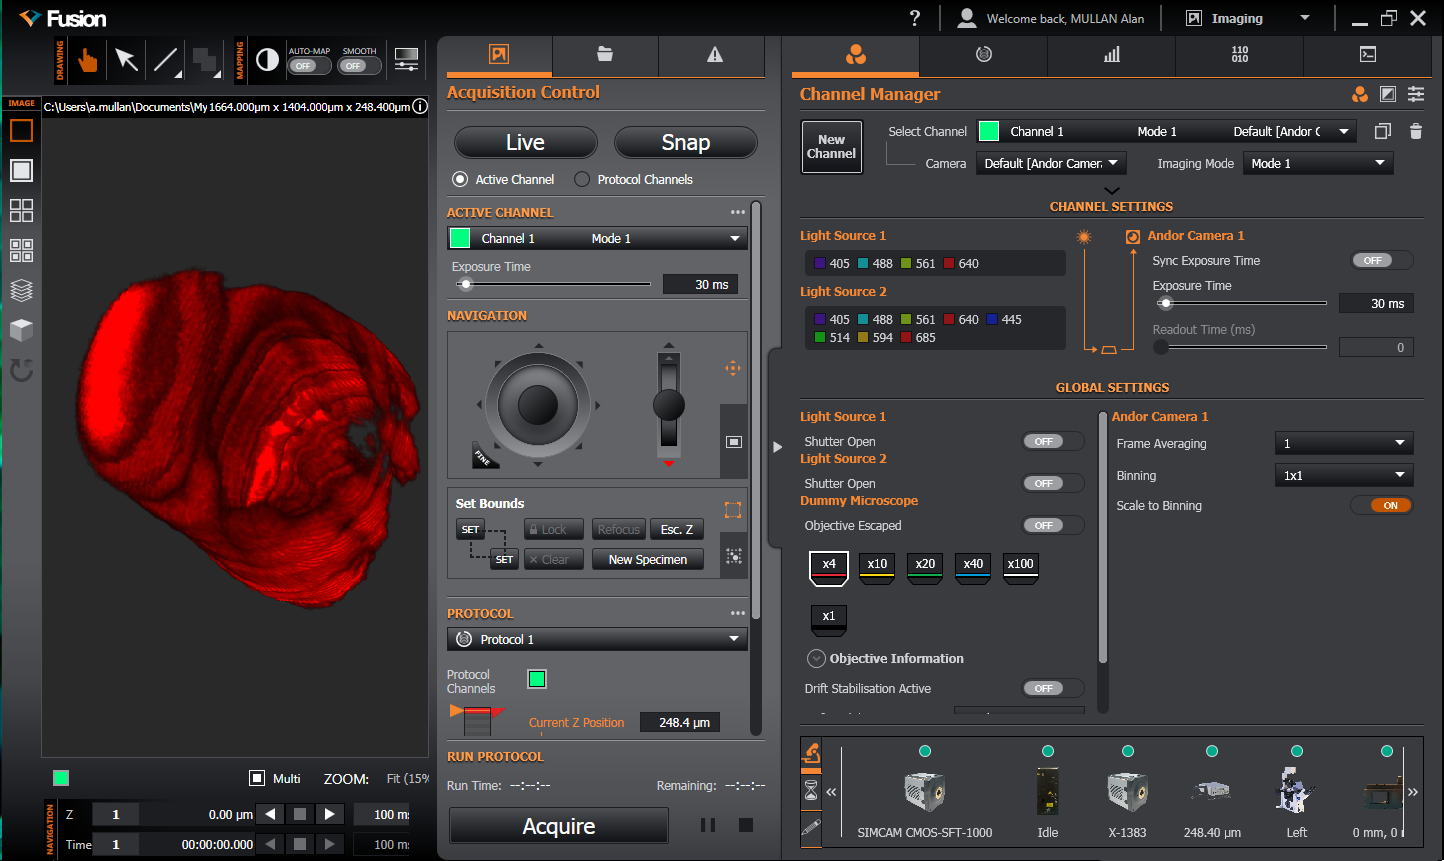 Fusion
?
Welcome back, MULLAN Alan
Imaging
DRAWING
MAPPING
AUTO-MAP
OFF
SMOOTH
OFF
IMAGE
C:\Users\a.mullan\Documents\My 1664.000µm x 1404.000µm x 248.400µm
Multi
ZOOM:
Fit (15%
NAVIGATION
Z
1
0.00 µm
100 ms
Time
1
00:00:00.000
100 ms
Acquisition Control
Live
Snap
Active Channel
Protocol Channels
ACTIVE CHANNEL
Channel 1
Mode 1
Exposure Time
30 ms
NAVIGATION
FINE
Set Bounds
SET
Lock
Refocus
Esc. Z
SET
Clear
New Specimen
PROTOCOL
Protocol 1
Protocol
Channels
Current Z Position
248.4 µm
RUN PROTOCOL
Run Time: --:--:--
Remaining: --:--:--
Acquire
110
010
Channel Manager
New
Channel
Select Channel
Channel 1
Mode 1
Default [Andor C
Camera
Default [Andor Camera
Imaging Mode
Mode 1
CHANNEL SETTINGS
Light Source 1
405 488 561 640
Light Source 2
405 488 561 640 445
514 594 685
Andor Camera 1
Sync Exposure Time
OFF
Exposure Time
30 ms
Readout Time (ms)
0
GLOBAL SETTINGS
Light Source 1
Shutter Open
OFF
Light Source 2
Shutter Open
OFF
Dummy Microscope
Objective Escaped
OFF
x4
x10
x20
x40
x100
x1
Objective Information
Drift Stabilisation Active
OFF
Andor Camera 1
Frame Averaging
1
Binning
1x1
Scale to Binning
ON
SIMCAM CMOS-SFT-1000
Idle
X-1383
248.40 µm
Left
0 mm, 0